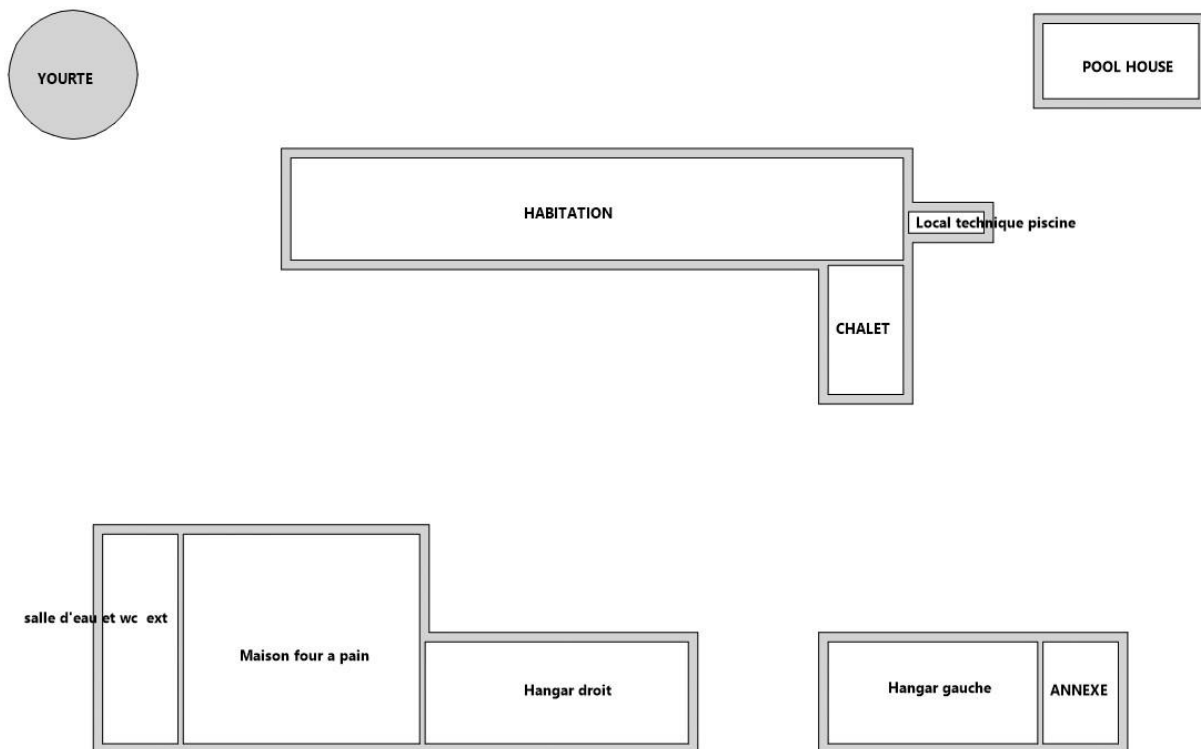 YOURTE
POOL HOUSE
HABITATION
Local technique piscine
CHALET
salle d'eau et wc  ext
Maison four a pain
Hangar droit
Hangar gauche
ANNEXE